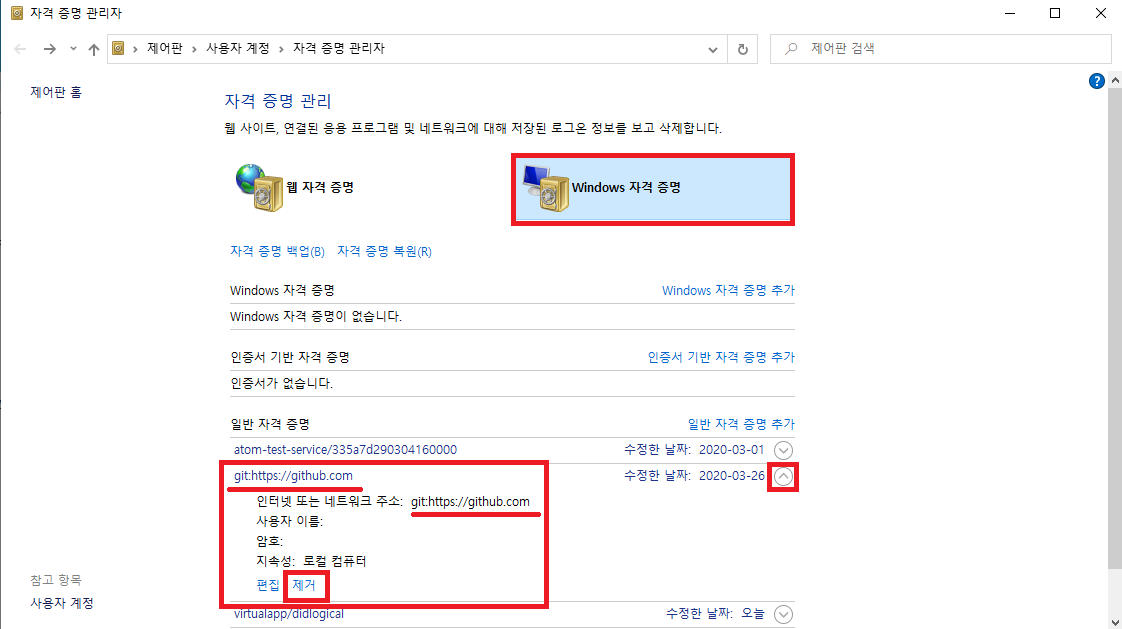 자격 증명 관리자
제어판 › 사용자 계정 › 자격 증명 관리자
제어판 검색
제어판 홈
?
자격 증명 관리
웹 사이트, 연결된 응용 프로그램 및 네트워크에 대해 저장된 로그온 정보를 보고 삭제합니다.
웹 자격 증명
Windows 자격 증명
자격 증명 백업(B) 자격 증명 복원(R)
Windows 자격 증명 Windows 자격 증명 추가
Windows 자격 증명이 없습니다.
인증서 기반 자격 증명 인증서 기반 자격 증명 추가
인증서가 없습니다.
일반 자격 증명 일반 자격 증명 추가
atom-test-service/335a7d290304160000 수정한 날짜: 2020-03-01
git:https://github.com 수정한 날짜: 2020-03-26
인터넷 또는 네트워크 주소: git:https://github.com
사용자 이름:
암호:
지속성: 로컬 컴퓨터
편집 제거
virtualapp/didlogical 수정한 날짜: 오늘
참고 항목
사용자 계정